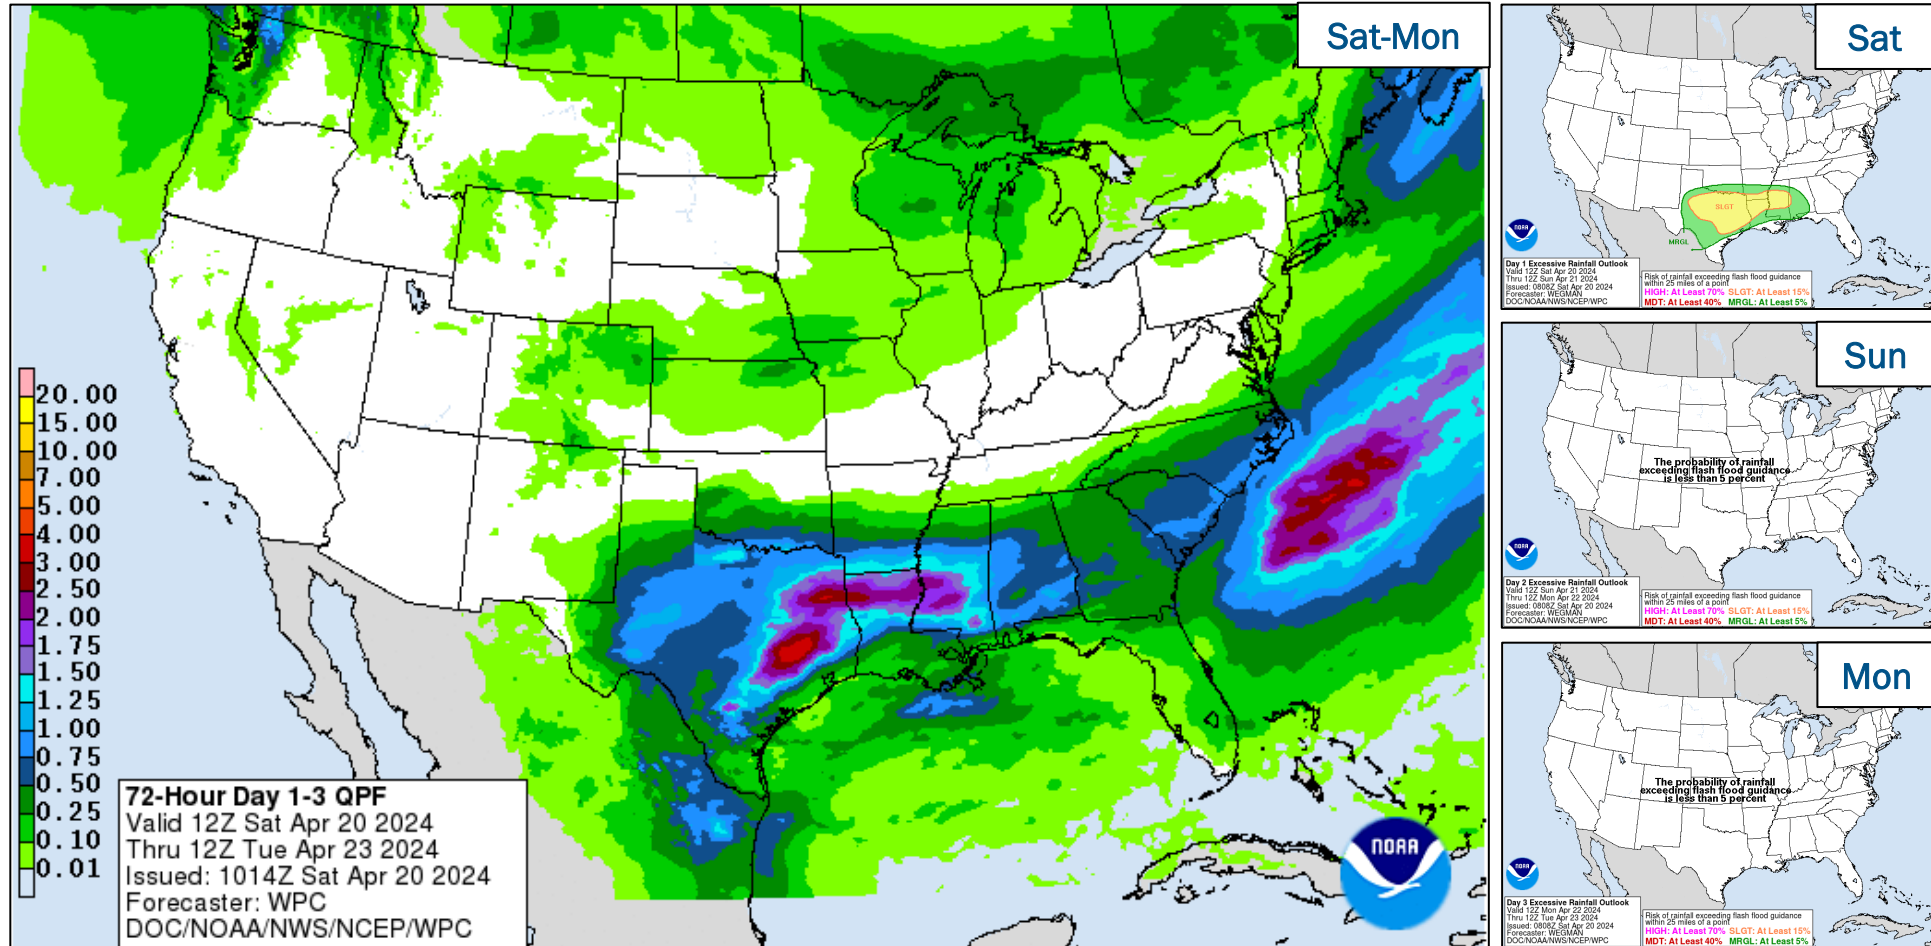 Sat-Mon
20.00
15.00
10.00
7.00
5.00
4.00
3.00
2.50
2.00
1.75
1.50
1.25
1.00
0.75
0.50
0.25
0.10
0.01
72-Hour Day 1-3 QPF
Valid 12Z Sat Apr 20 2024
Thru 12Z Tue Apr 23 2024
Issued: 1014Z Sat Apr 20 2024
Forecaster: WPC
DOC/NOAA/NWS/NCEP/WPC
NOAA
Sat
SLGT
MRGL
NOAA
Day 1 Excessive Rainfall Outlook
Valid 12Z Sat Apr 20 2024
Thru 12Z Sun Apr 21 2024
Issued: 0808Z Sat Apr 20 2024
Forecaster: WEGMAN
DOC/NOAA/NWS/NCEP/WPC
Risk of rainfall exceeding flash flood guidance
within 25 miles of a point
HIGH: At Least 70% SLGT: At Least 15%
MDT: At Least 40% MRGL: At Least 5%
Sun
The probability of rainfall
exceeding flash flood guidance
is less than 5 percent
NOAA
Day 2 Excessive Rainfall Outlook
Valid 12Z Sun Apr 21 2024
Thru 12Z Mon Apr 22 2024
Issued: 0808Z Sat Apr 20 2024
Forecaster: WEGMAN
DOC/NOAA/NWS/NCEP/WPC
Risk of rainfall exceeding flash flood guidance
within 25 miles of a point
HIGH: At Least 70% SLGT: At Least 15%
MDT: At Least 40% MRGL: At Least 5%
Mon
The probability of rainfall
exceeding flash flood guidance
is less than 5 percent
NOAA
Day 3 Excessive Rainfall Outlook
Valid 12Z Mon Apr 22 2024
Thru 12Z Tue Apr 23 2024
Issued: 0808Z Sat Apr 20 2024
Forecaster: WEGMAN
DOC/NOAA/NWS/NCEP/WPC
Risk of rainfall exceeding flash flood guidance
within 25 miles of a point
HIGH: At Least 70% SLGT: At Least 15%
MDT: At Least 40% MRGL: At Least 5%